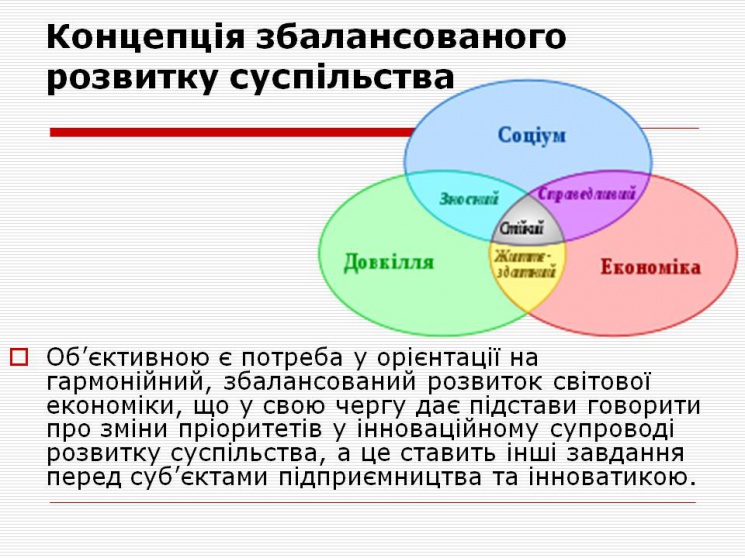 Концепція збалансованого
розвитку суспільства
Соціум
Зносний
Справедливий
Стійкий
Довкілля
Життє-
здатний
Економіка
Об’єктивною є потреба у орієнтації на
гармонійний, збалансований розвиток світової
економіки, що у свою чергу дає підстави говорити
про зміни пріоритетів у інноваційному супроводі
розвитку суспільства, а це ставить інші завдання
перед суб’єктами підприємництва та інноватикою.